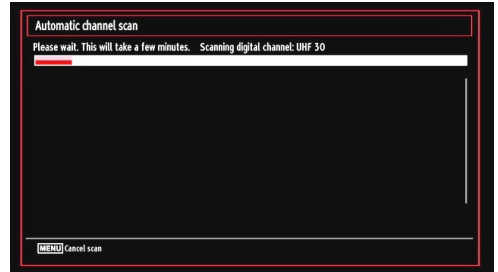 Automatic channel scan
Please wait. This will take a few minutes. Scanning digital channel: UHF 30
MENU Cancel scan